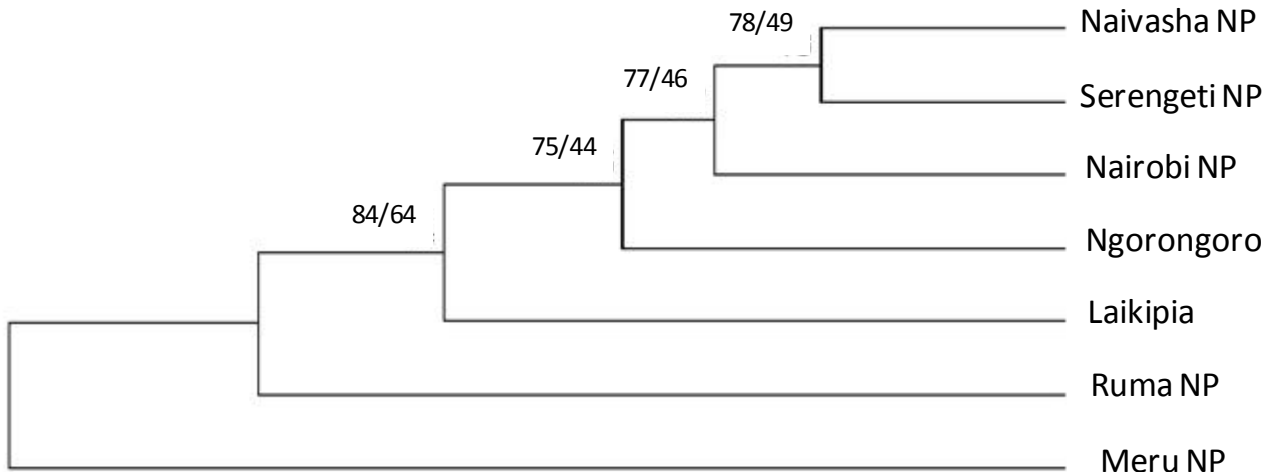 78/49
Naivasha NP
77/46
Serengeti NP
75/44
Nairobi NP
84/64
Ngorongoro
Laikipia
Ruma NP
Meru NP